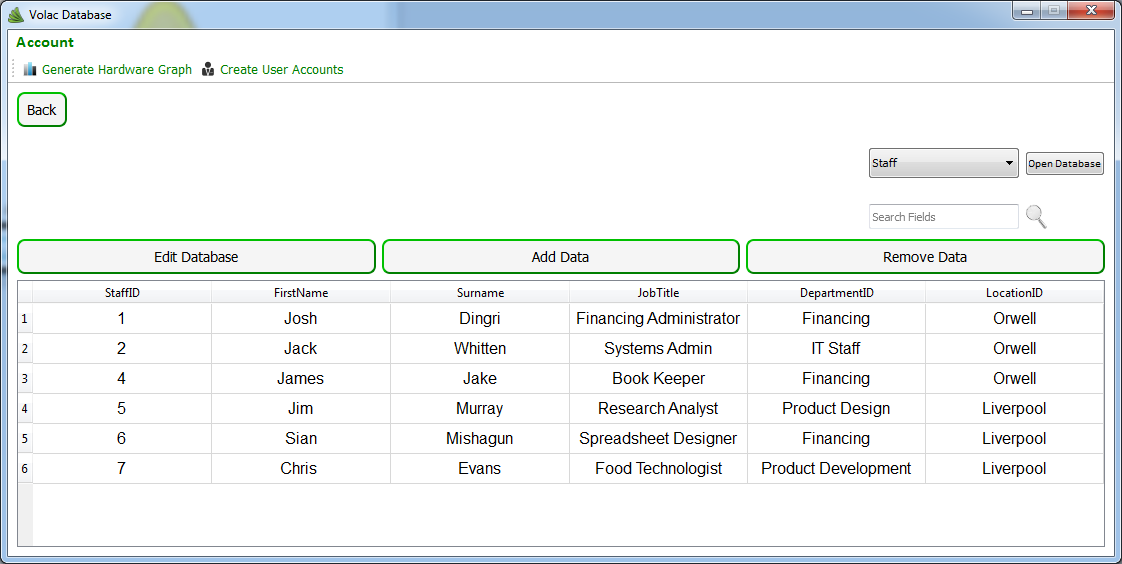 Volac Database
Account
Generate Hardware Graph Create User Accounts
Back
Staff Open Database
Search Fields
Edit Database Add Data Remove Data
StaffID FirstName Surname JobTitle DepartmentID LocationID
1 1 Josh Dingri Financing Administrator Financing Orwell
2 2 Jack Whitten Systems Admin IT Staff Orwell
3 4 James Jake Book Keeper Financing Orwell
4 5 Jim Murray Research Analyst Product Design Liverpool
5 6 Sian Mishagun Spreadsheet Designer Financing Liverpool
6 7 Chris Evans Food Technologist Product Development Liverpool